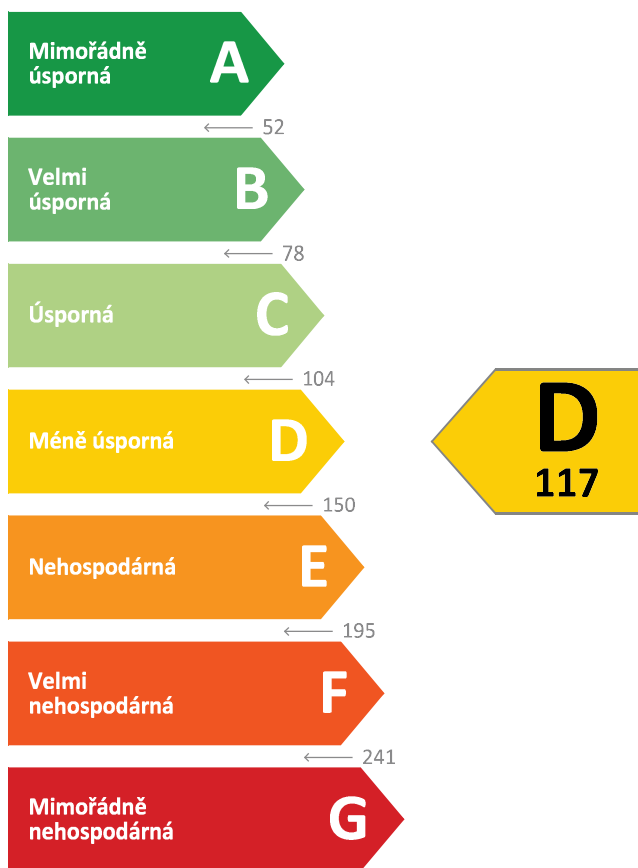 Mimořádně
úsporná
A
52
Velmi
úsporná
B
78
Úsporná
C
104
Méně úsporná
D
D
117
150
Nehospodárná
E
195
Velmi
nehospodárná
F
241
Mimořádně
nehospodárná
G